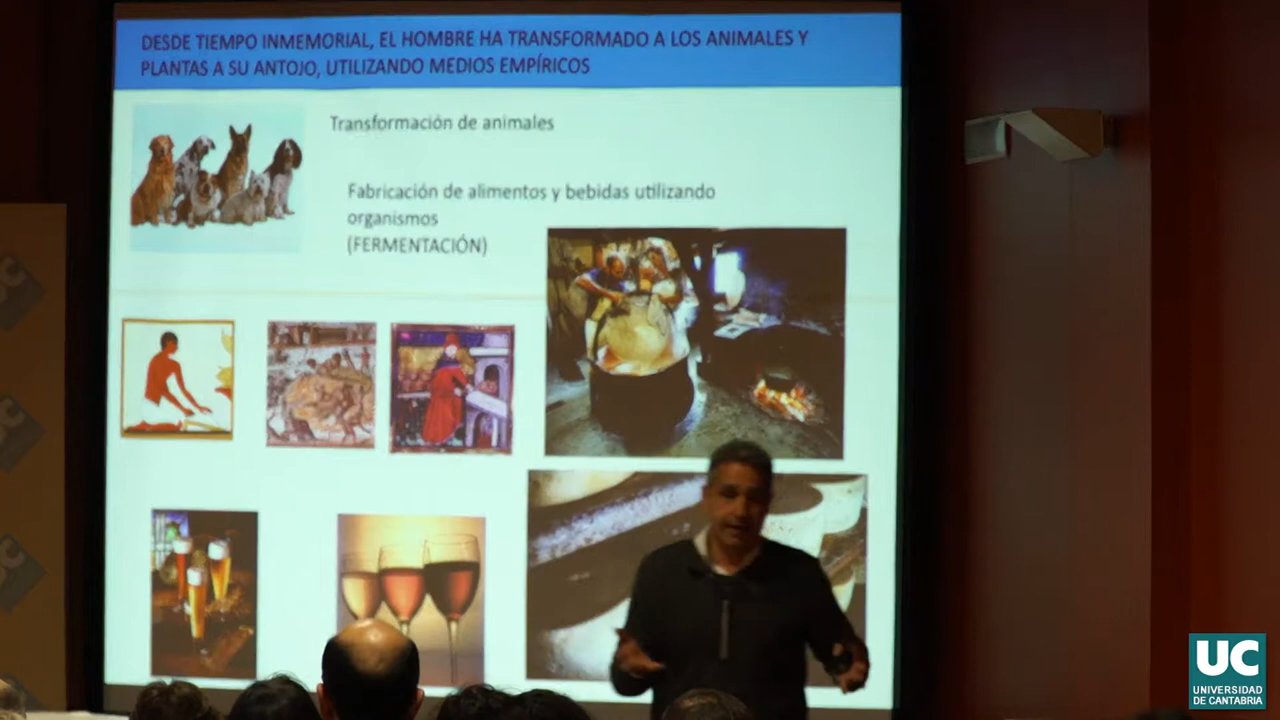 DESDE TIEMPO INMEMORIAL, EL HOMBRE HA TRANSFORMADO A LOS ANIMALES Y
PLANTAS A SU ANTOJO, UTILIZANDO MEDIOS EMPÍRICOS
Transformación de animales
Fabricación de alimentos y bebidas utilizando
organismos
(FERMENTACIÓN)
UC
UNIVERSIDAD
DE CANTABRIA